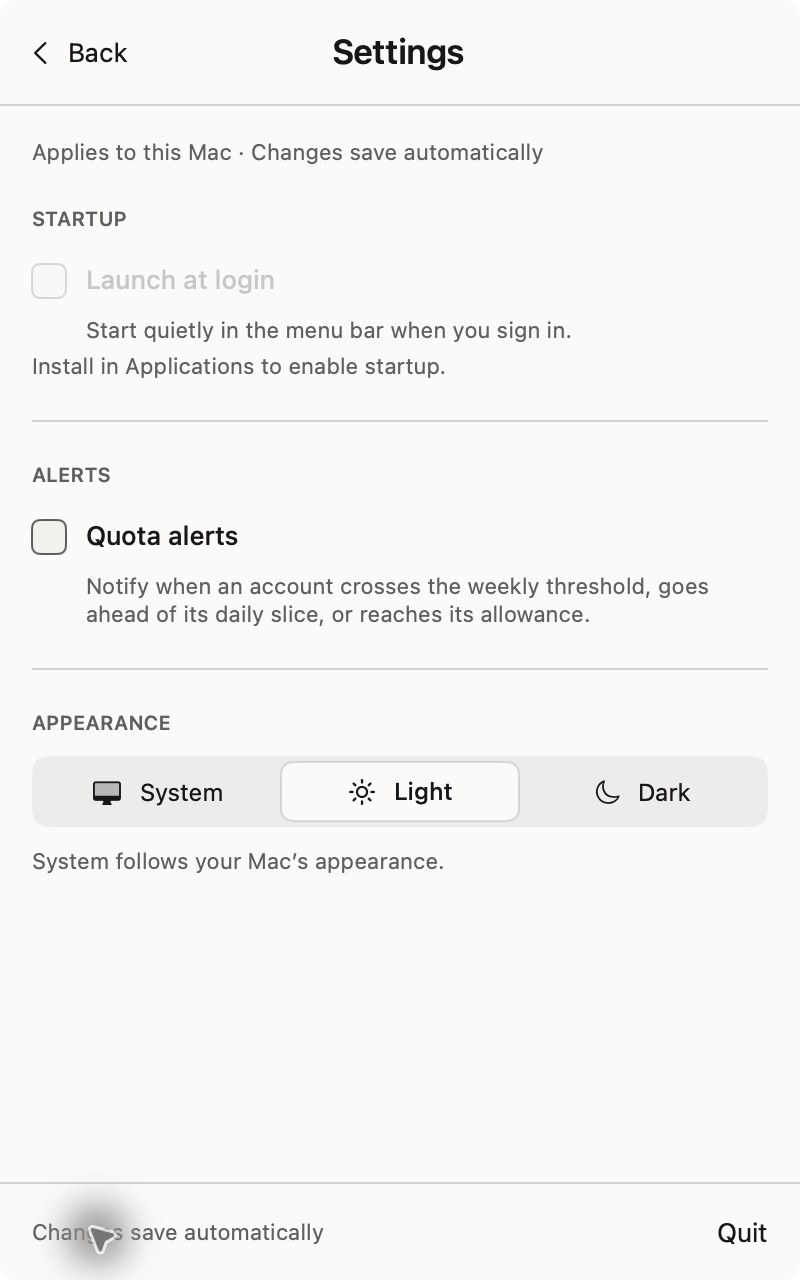 Back
Settings
Applies to this Mac · Changes save automatically
STARTUP
Launch at login
Start quietly in the menu bar when you sign in.
Install in Applications to enable startup.
ALERTS
Quota alerts
Notify when an account crosses the weekly threshold, goes
ahead of its daily slice, or reaches its allowance.
APPEARANCE
System
Light
Dark
System follows your Mac’s appearance.
Changes save automatically
Quit